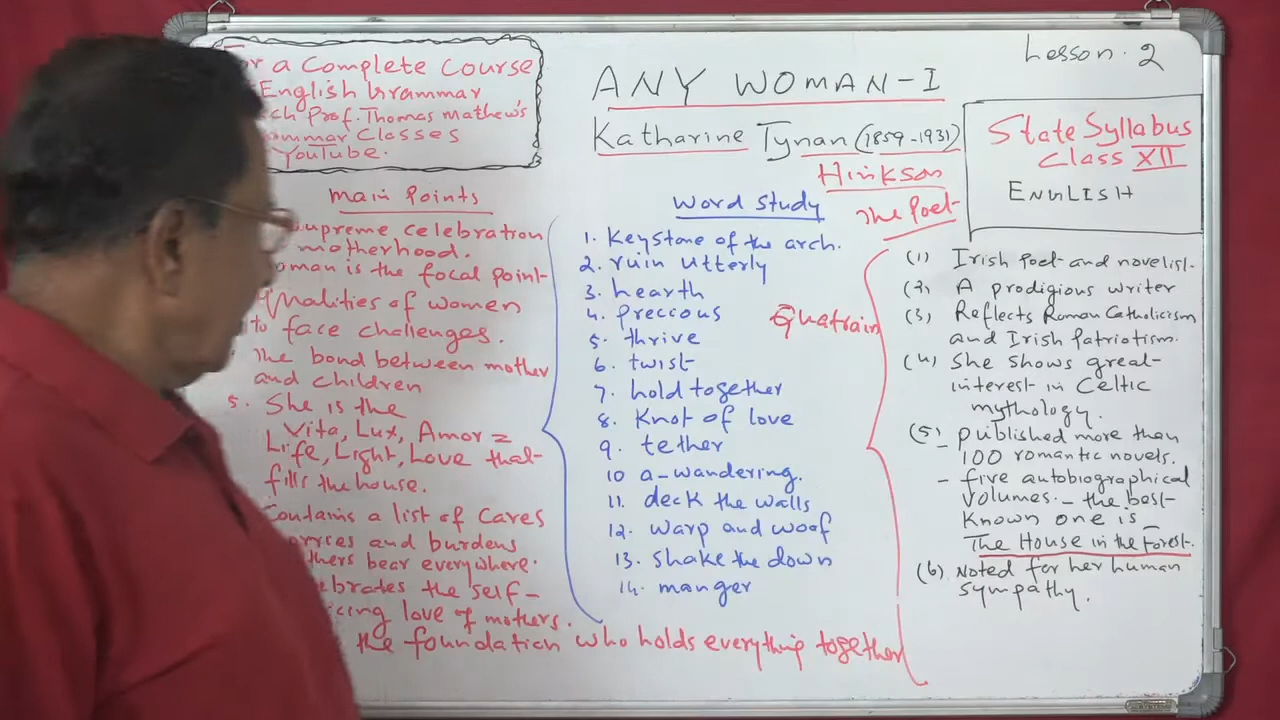 a Complete Course
English Grammar
Prof. Thomas Mathew's
Classes
YouTube.
Main Points
supreme celebration
motherhood.
is the focal point
Qualities of women
to face challenges.
The bond between mother
and children
5. She is the
Vita, Lux, Amor =
Life, Light, Love that
fills the house.
Contains a list of cares
and burdens
bear everywhere.
the self-
love of mothers.
the foundation who holds everything together
ANY WOMAN-I
Katharine Tynan (1859-1931)
Hinkson
Word Study
1. Keystone of the arch.
2. ruin utterly
3. hearth
4. preccous
5. thrive
6. twist
7. hold together
8. Knot of love
9. tether
10 a-wandering.
11. deck the walls
12. warp and woof
13. shake the down
14. manger
Quatrain
Lesson. 2
State Syllabus
Class XII
ENGLISH
The Poet
(1) Irish Poet and novelist.
(2) A prodigious writer
(3) Reflects Roman Catholicism
and Irish Patriotism.
(4) She shows great
interest in Celtic
mythology.
(5) published more than
- 100 romantic novels.
- five autobiographical
volumes. - the best
Known one is
The House in the Forest.
(6) Noted for her human
sympathy.